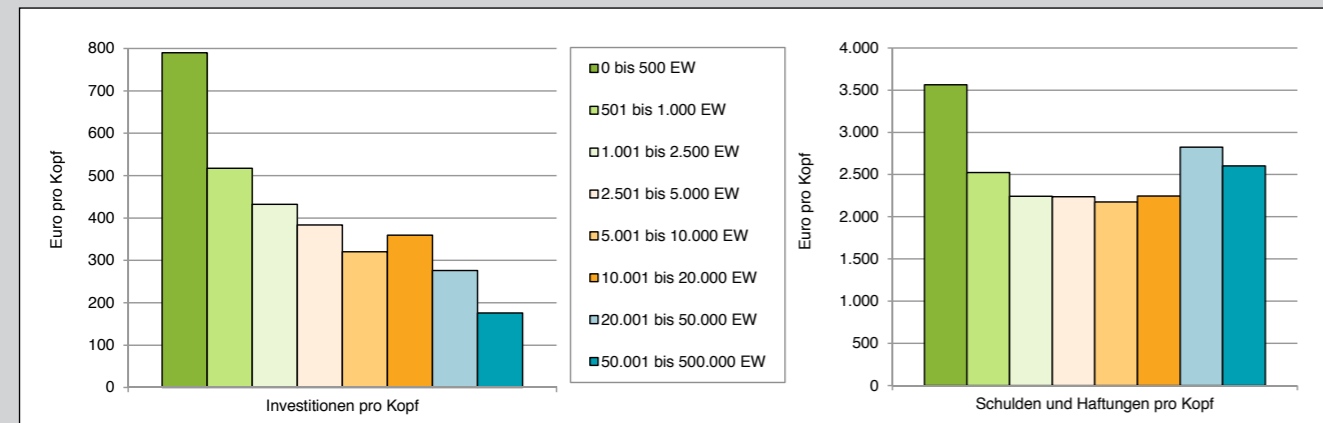 800
700
600
500
400
300
200
100
0
Euro pro Kopf
Investitionen pro Kopf
0 bis 500 EW
501 bis 1.000 EW
1.001 bis 2.500 EW
2.501 bis 5.000 EW
5.001 bis 10.000 EW
10.001 bis 20.000 EW
20.001 bis 50.000 EW
50.001 bis 500.000 EW
4.000
3.500
3.000
2.500
2.000
1.500
1.000
500
0
Euro pro Kopf
Schulden und Haftungen pro Kopf